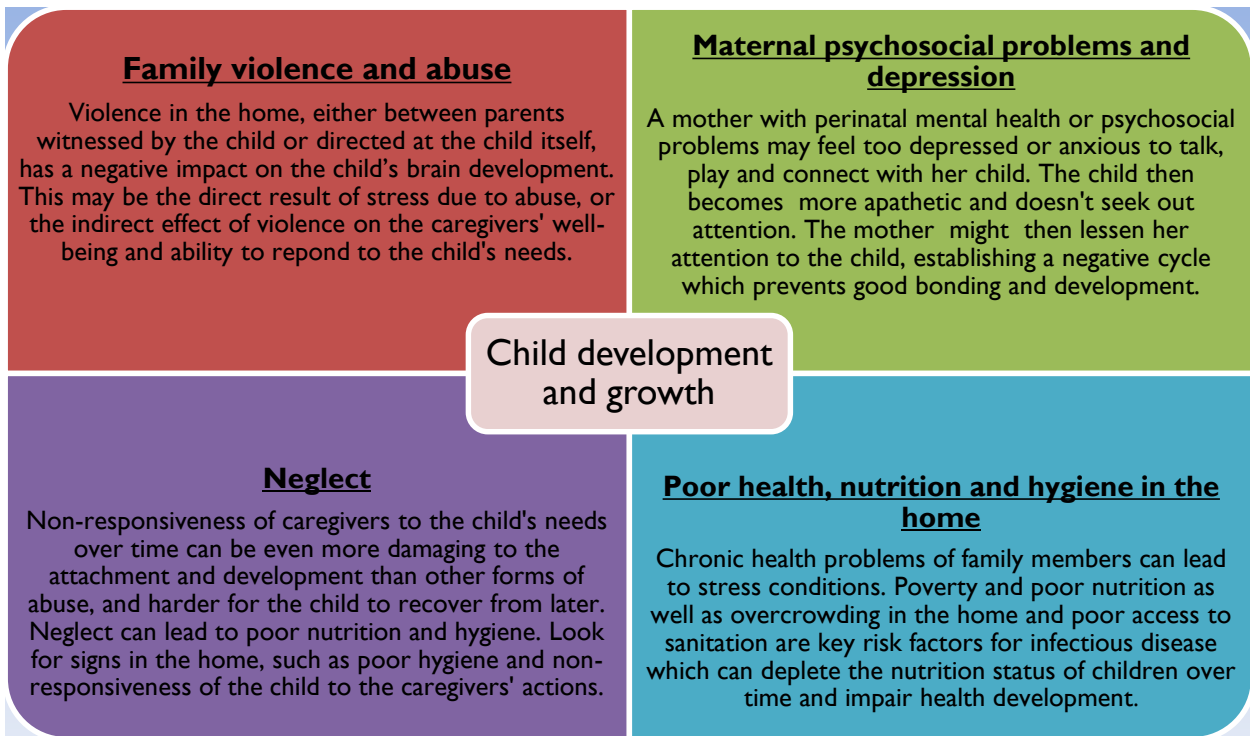 Family violence and abuse
Violence in the home, either between parents
witnessed by the child or directed at the child itself,
has a negative impact on the child's brain development.
This may be the direct result of stress due to abuse, or
the indirect effect of violence on the caregivers' well-
being and ability to repond to the child's needs.
Maternal psychosocial problems and
depression
A mother with perinatal mental health or psychosocial
problems may feel too depressed or anxious to talk,
play and connect with her child. The child then
becomes  more apathetic and doesn't seek out
attention. The mother  might  then lessen her
attention to the child, establishing a negative cycle
which prevents good bonding and development.
Child development
and growth
Neglect
Non-responsiveness of caregivers to the child's needs
over time can be even more damaging to the
attachment and development than other forms of
abuse, and harder for the child to recover from later.
Neglect can lead to poor nutrition and hygiene. Look
for signs in the home, such as poor hygiene and non-
responsiveness of the child to the caregivers' actions.
Poor health, nutrition and hygiene in the
home
Chronic health problems of family members can lead
to stress conditions. Poverty and poor nutrition as
well as overcrowding in the home and poor access to
sanitation are key risk factors for infectious disease
which can deplete the nutrition status of children over
time and impair health development.